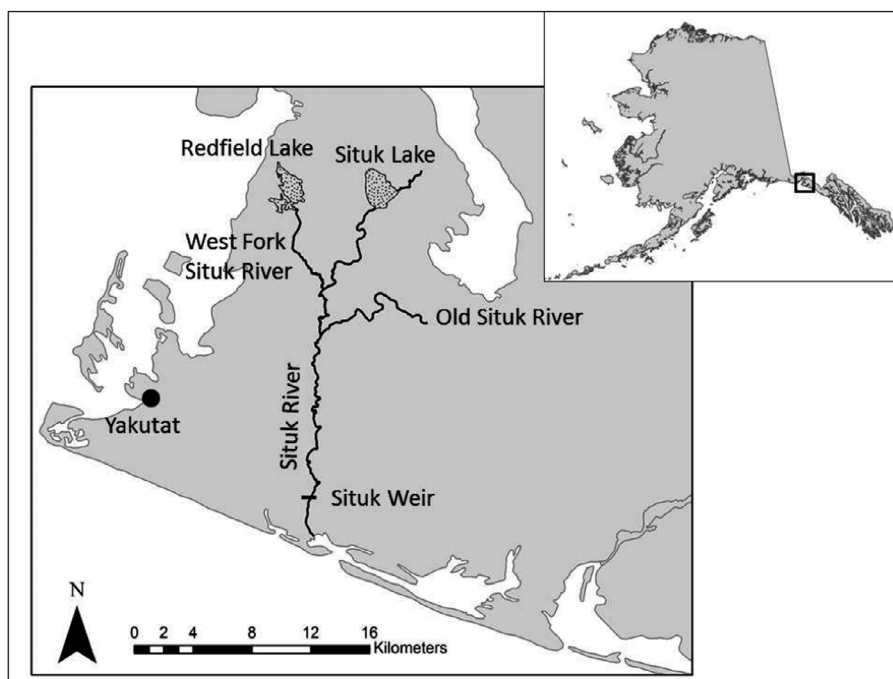 Redfield Lake
Situk Lake
West Fork
Situk River
Old Situk River
Yakutat
Situk River
Situk Weir
N
0 2 4 8 12 16
Kilometers